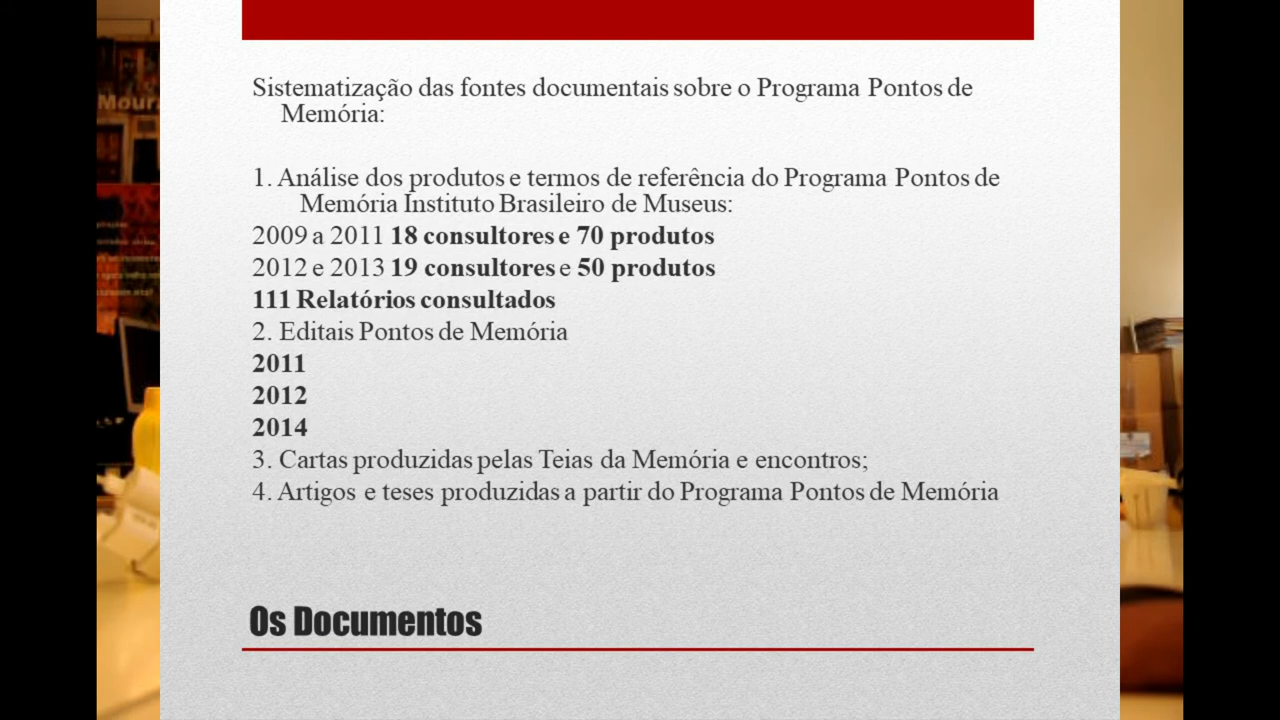 Sistematização das fontes documentais sobre o Programa Pontos de
Memória:
1. Análise dos produtos e termos de referência do Programa Pontos de
Memória Instituto Brasileiro de Museus:
2009 a 2011 18 consultores e 70 produtos
2012 e 2013 19 consultores e 50 produtos
111 Relatórios consultados
2. Editais Pontos de Memória
2011
2012
2014
3. Cartas produzidas pelas Teias da Memória e encontros;
4. Artigos e teses produzidas a partir do Programa Pontos de Memória
Os Documentos